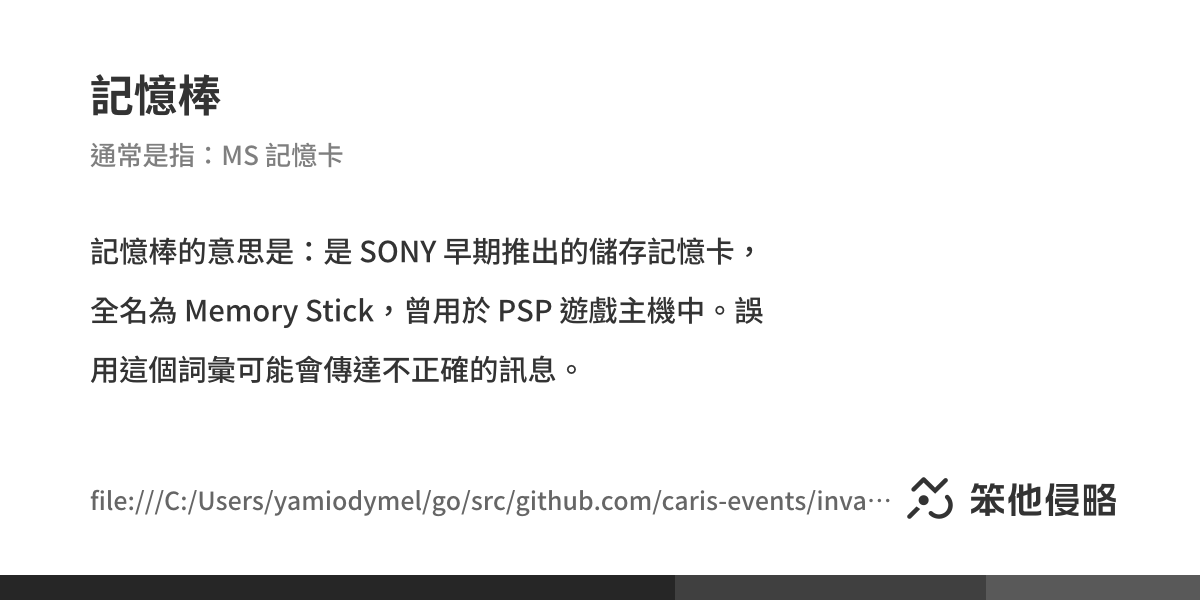 記憶棒
通常是指：MS 記憶卡
記憶棒的意思是：是 SONY 早期推出的儲存記憶卡，
全名為 Memory Stick，曾用於 PSP 遊戲主機中。誤
用這個詞彙可能會傳達不正確的訊息。
file:///C:/Users/yamiodymel/go/src/github.com/caris-events/inva⋯
笨他侵略